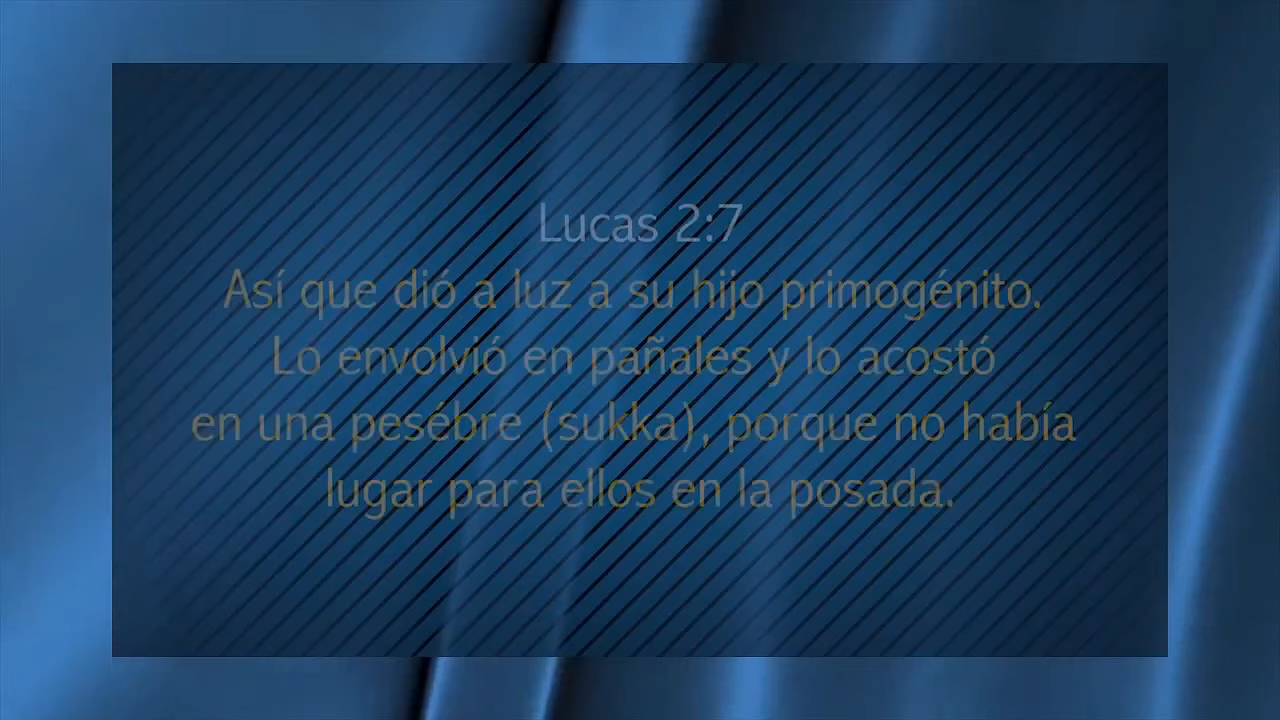 Lucas 2:7
Así que dió a luz a su hijo primogénito.
Lo envolvió en pañales y lo acostó
en una pesébre (sukka), porque no había
lugar para ellos en la posada.